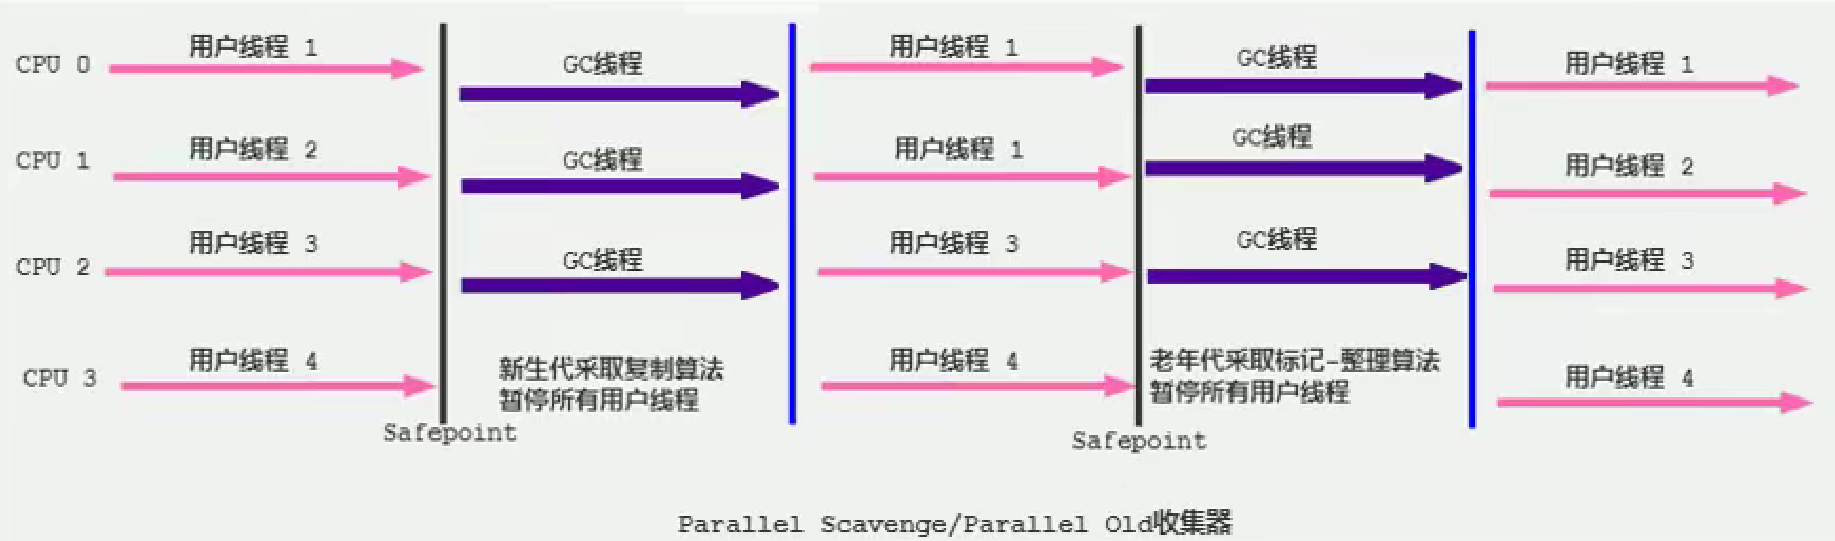 CPU 0
用户线程 1
GC线程
用户线程 1
GC线程
用户线程 1
CPU 1
用户线程 2
GC线程
用户线程 1
GC线程
用户线程 2
CPU 2
用户线程 3
GC线程
用户线程 3
GC线程
用户线程 3
CPU 3
用户线程 4
新生代采取复制算法
暂停所有用户线程
用户线程 4
老年代采取标记-整理算法
暂停所有用户线程
用户线程 4
Safepoint
Safepoint
Parallel Scavenge/Parallel Old收集器